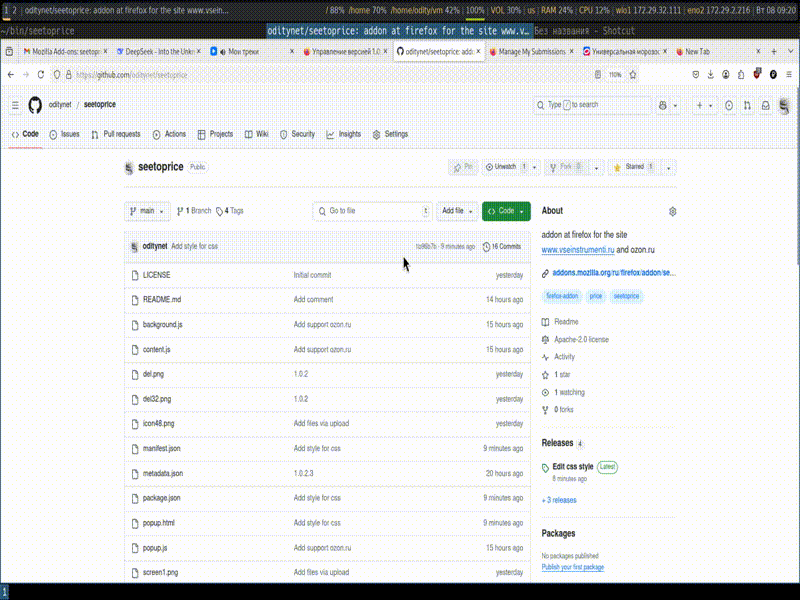 1 2 oditynet/seetoprice: addon at firefox for the site www.vsein... / 88% /home 70% /home/odity/vm 42% | 100% | VOL 30% | us | RAM 24% | CPU 12% | wlo1 172.29.32.111 | eno2 172.29.2.216 | Вт 08 09:20
~/bin/seetoprice oditynet/seetoprice: addon at firefox for the site www.v... Без названия - Shotcut
Mozilla Add-ons: seetopr DeepSeek - Into the Unkn Мои треки Управление версией 1.0. oditynet/seetoprice: add Manage My Submissions Универсальная морозос New Tab
https://github.com/oditynet/seetoprice 110%
oditynet / seetoprice Type / to search
Code Issues Pull requests Actions Projects Wiki Security Insights Settings
seetoprice Public Pin Unwatch 1 Fork 0 Starred 1
main 1 Branch 4 Tags Go to file t Add file Code
oditynet Add style for css 9 minutes ago 16 Commits
LICENSE Initial commit yesterday
README.md Add comment 14 hours ago
background.js Add support ozon.ru 15 hours ago
content.js Add support ozon.ru 15 hours ago
del.png 1.0.2 yesterday
del32.png 1.0.2 yesterday
icon48.png Add files via upload yesterday
manifest.json Add style for css 9 minutes ago
metadata.json 1.0.2.3 20 hours ago
package.json Add style for css 9 minutes ago
popup.html Add style for css 9 minutes ago
popup.js Add support ozon.ru 15 hours ago
screen1.png Add files via upload yesterday
About
addon at firefox for the site
www.vseinstrumenti.ru and ozon.ru
addons.mozilla.org/ru/firefox/addon/se...
firefox-addon price seetoprice
Readme
Apache-2.0 license
Activity
1 star
1 watching
0 forks
Releases 4
Edit css style Latest
8 minutes ago
+ 3 releases
Packages
No packages published
Publish your first package
1